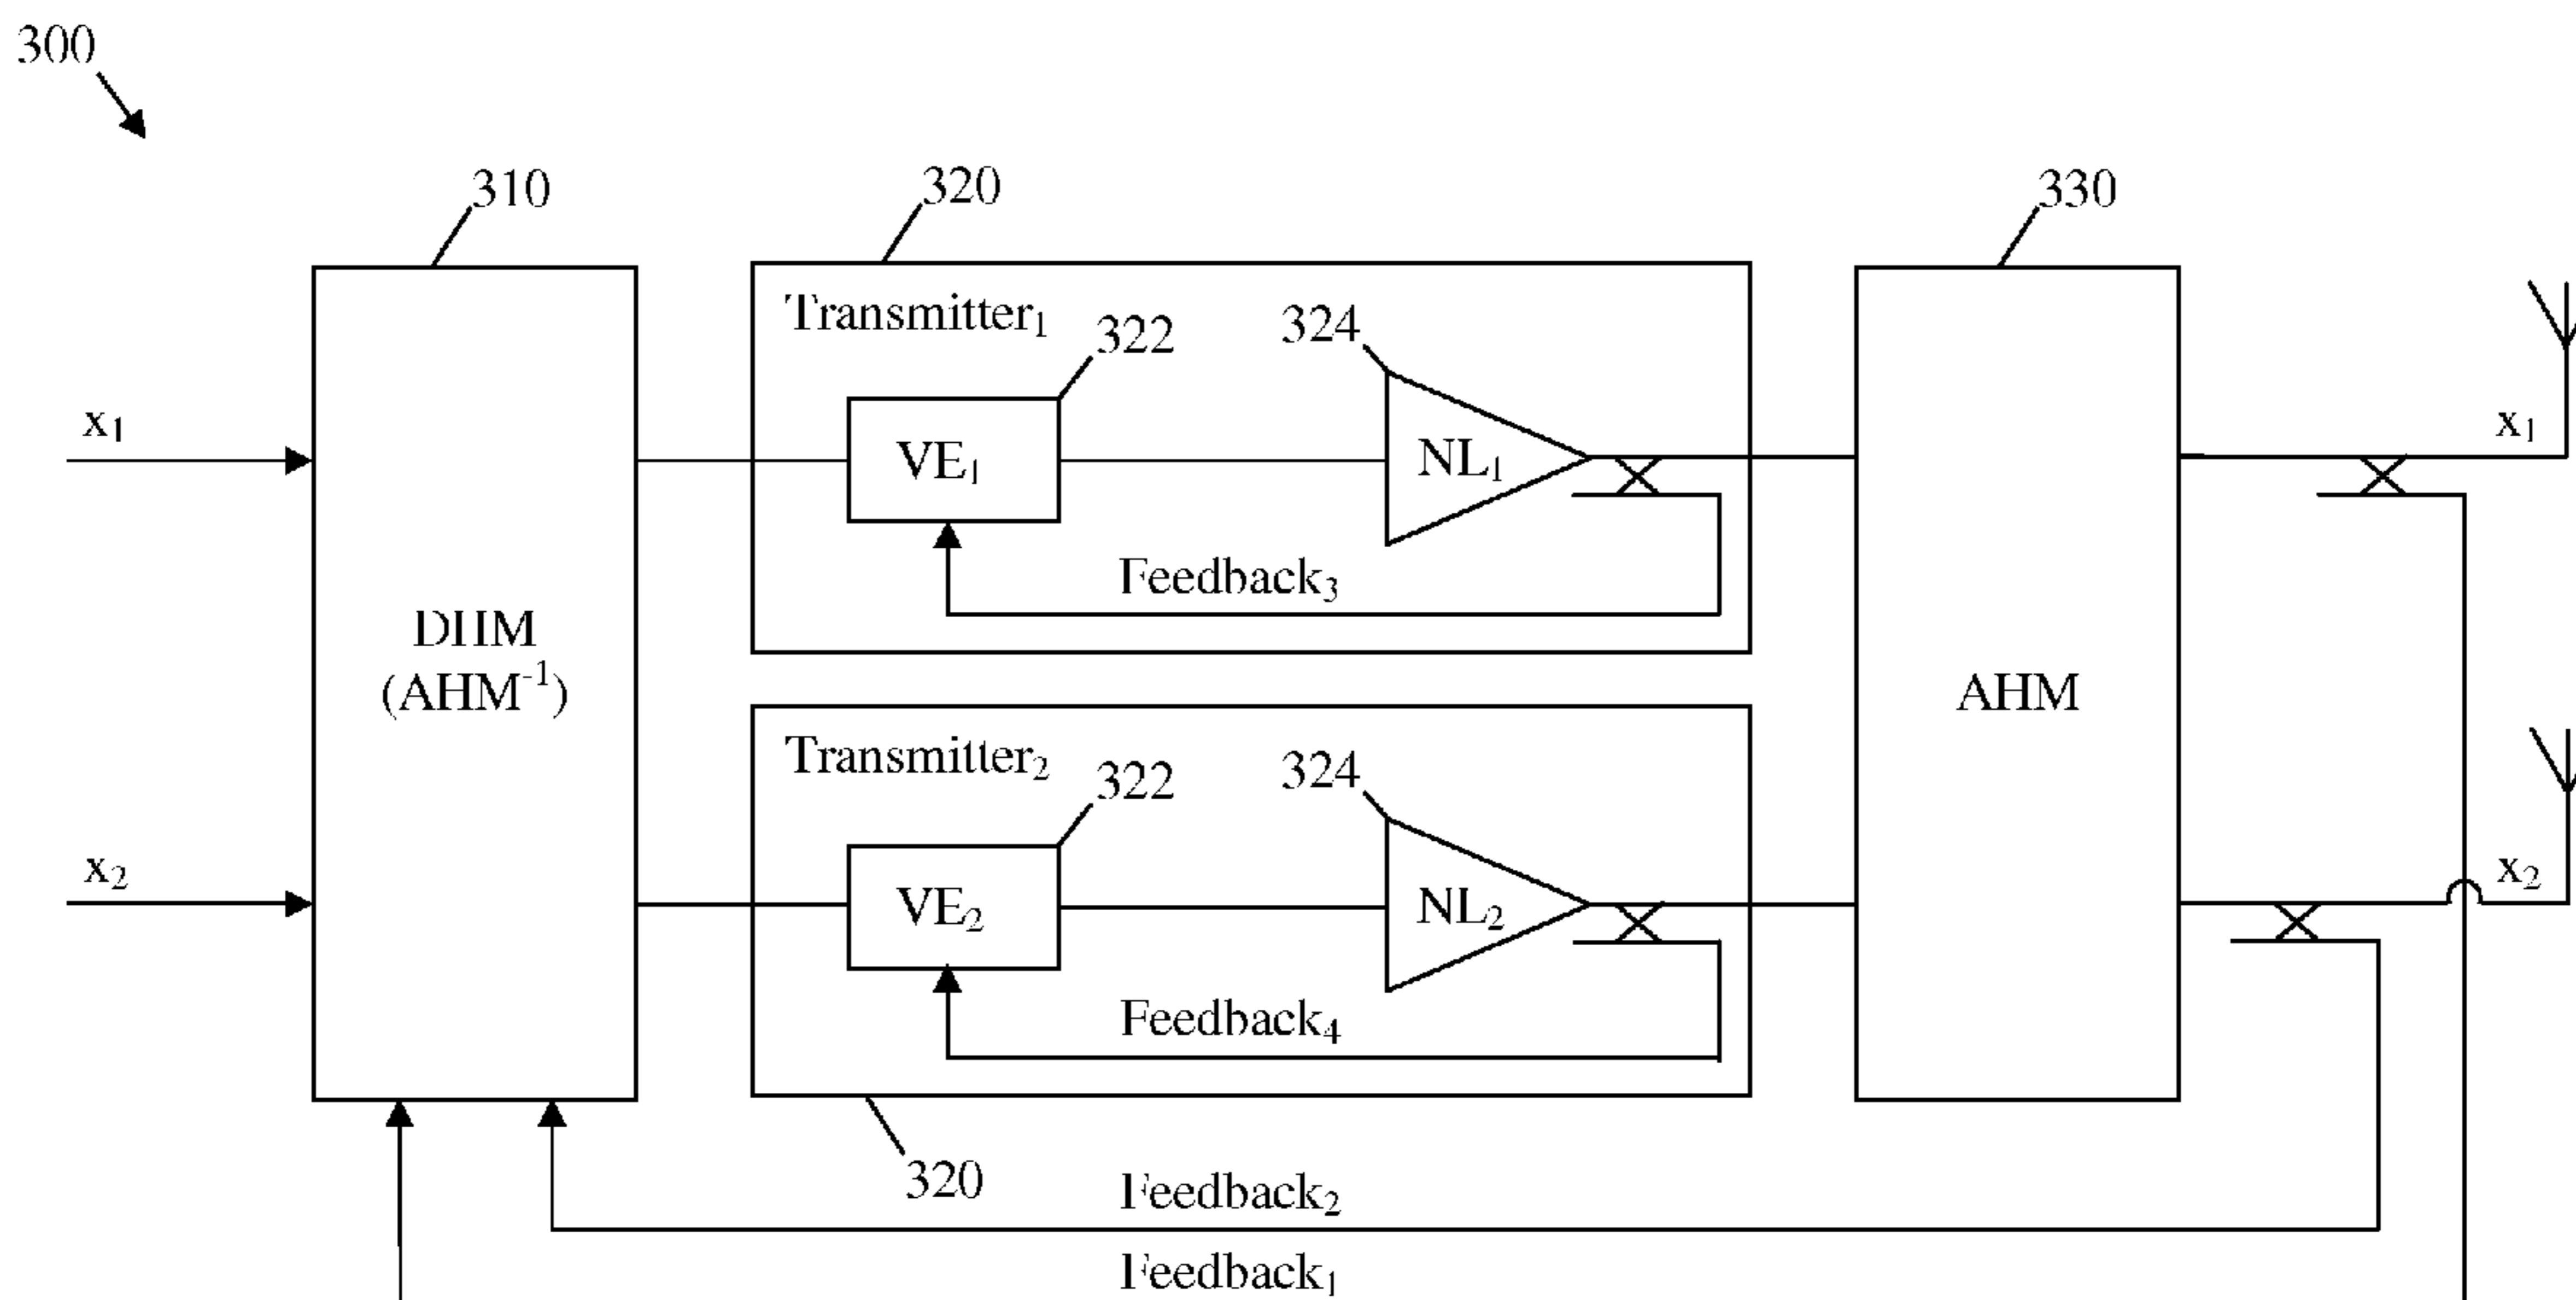 300
310
320
330
Transmitter₁
322
324
x₁
VE₁
NL₁
x₁
Feedback₃
DHM
(AHM⁻¹)
AHM
Transmitter₂
322
324
x₂
VE₂
NL₂
x₂
Feedback₄
320
Feedback₂
Feedback₁